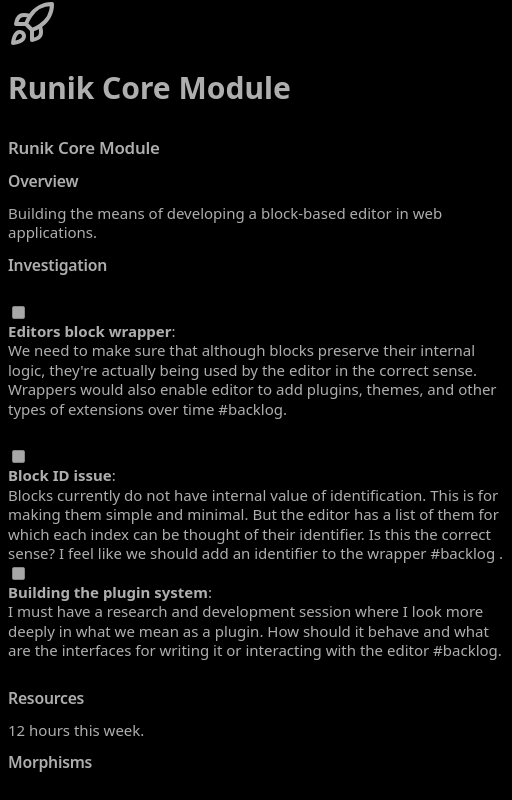 Runik Core Module
Runik Core Module
Overview
Building the means of developing a block-based editor in web
applications.
Investigation
Editors block wrapper:
We need to make sure that although blocks preserve their internal
logic, they're actually being used by the editor in the correct sense.
Wrappers would also enable editor to add plugins, themes, and other
types of extensions over time #backlog.
Block ID issue:
Blocks currently do not have internal value of identification. This is for
making them simple and minimal. But the editor has a list of them for
which each index can be thought of their identifier. Is this the correct
sense? I feel like we should add an identifier to the wrapper #backlog .
Building the plugin system:
I must have a research and development session where I look more
deeply in what we mean as a plugin. How should it behave and what
are the interfaces for writing it or interacting with the editor #backlog.
Resources
12 hours this week.
Morphisms